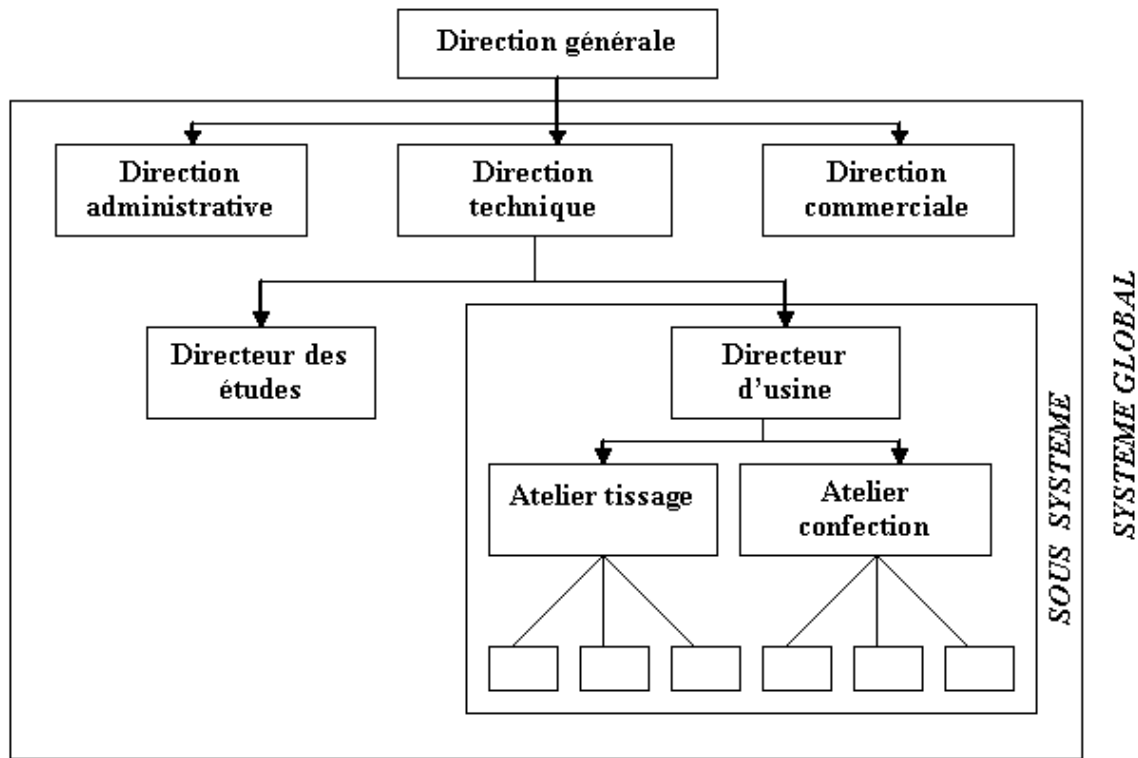 Direction générale
Direction
administrative
Direction
technique
Direction
commerciale
Directeur des
études
Directeur
d'usine
Atelier tissage
Atelier
confection
SOUS SYSTEME
SYSTEME GLOBAL